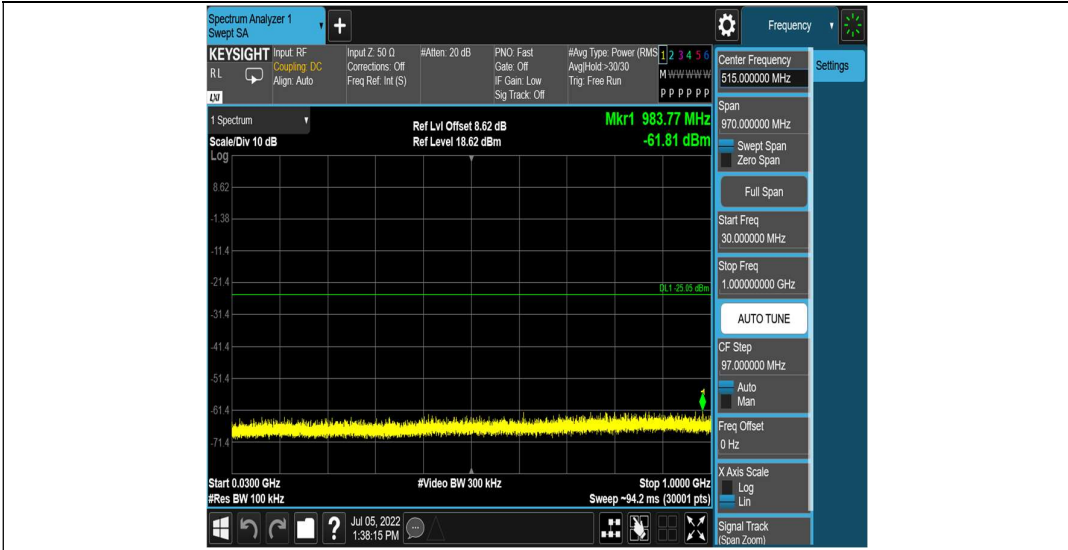 Spectrum Analyzer 1
Swept SA
Frequency
KEYSIGHT
RL
LXI
Input: RF
Coupling: DC
Align: Auto
Input Z: 50 Ω
Corrections: Off
Freq Ref: Int (S)
#Atten: 20 dB
PNO: Fast
Gate: Off
IF Gain: Low
Sig Track: Off
#Avg Type: Power (RMS
Avg|Hold:>30/30
Trig: Free Run
1 2 3 4 5 6
M W W W W W
P P P P P P
1 Spectrum
Scale/Div 10 dB
Log
Ref Lvl Offset 8.62 dB
Ref Level 18.62 dBm
Mkr1 983.77 MHz
-61.81 dBm
8.62
-1.38
-11.4
-21.4
-31.4
-41.4
-51.4
-61.4
-71.4
DL1 -25.05 dBm
1
Start 0.0300 GHz
#Res BW 100 kHz
#Video BW 300 kHz
Stop 1.0000 GHz
Sweep ~94.2 ms (30001 pts)
Jul 05, 2022
1:38:15 PM
Center Frequency
515.000000 MHz
Settings
Span
970.000000 MHz
Swept Span
Zero Span
Full Span
Start Freq
30.000000 MHz
Stop Freq
1.000000000 GHz
AUTO TUNE
CF Step
97.000000 MHz
Auto
Man
Freq Offset
0 Hz
X Axis Scale
Log
Lin
Signal Track
(Span Zoom)